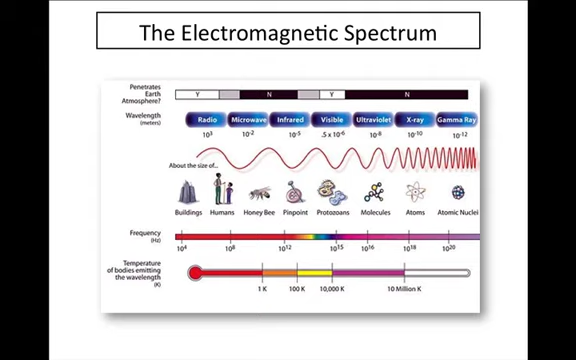 The Electromagnetic Spectrum
Penetrates
Earth
Atmosphere?
Y N Y N
Wavelength
(meters)
Radio Microwave Infrared Visible Ultraviolet X-ray Gamma Ray
10³ 10⁻² 10⁻⁵ .5 x 10⁻⁶ 10⁻⁸ 10⁻¹⁰ 10⁻¹²
About the size of...
Buildings Humans Honey Bee Pinpoint Protozoans Molecules Atoms Atomic Nuclei
Frequency
(Hz)
10⁴ 10⁸ 10¹² 10¹⁵ 10¹⁶ 10¹⁸ 10²⁰
Temperature
of bodies emitting
the wavelength
(K)
1 K 100 K 10,000 K 10 Million K